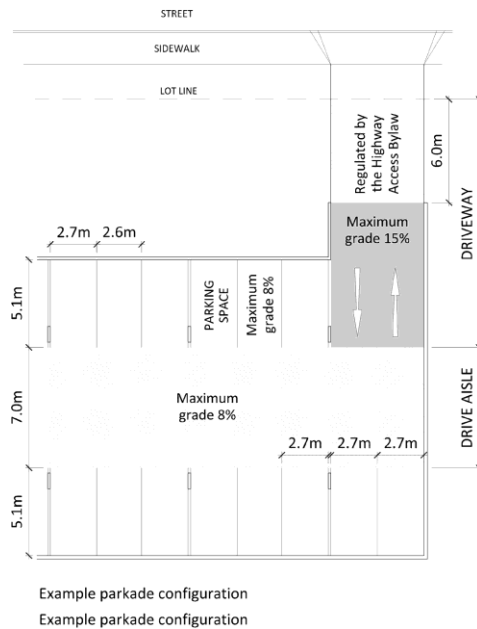 STREET
SIDEWALK
LOT LINE
Regulated by
the Highway
Access Bylaw
6.0m
DRIVEWAY
Maximum
grade 15%
2.7m
2.6m
5.1m
PARKING
SPACE
Maximum
grade 8%
7.0m
Maximum
grade 8%
DRIVE AISLE
2.7m
2.7m
2.7m
5.1m
Example parkade configuration
Example parkade configuration